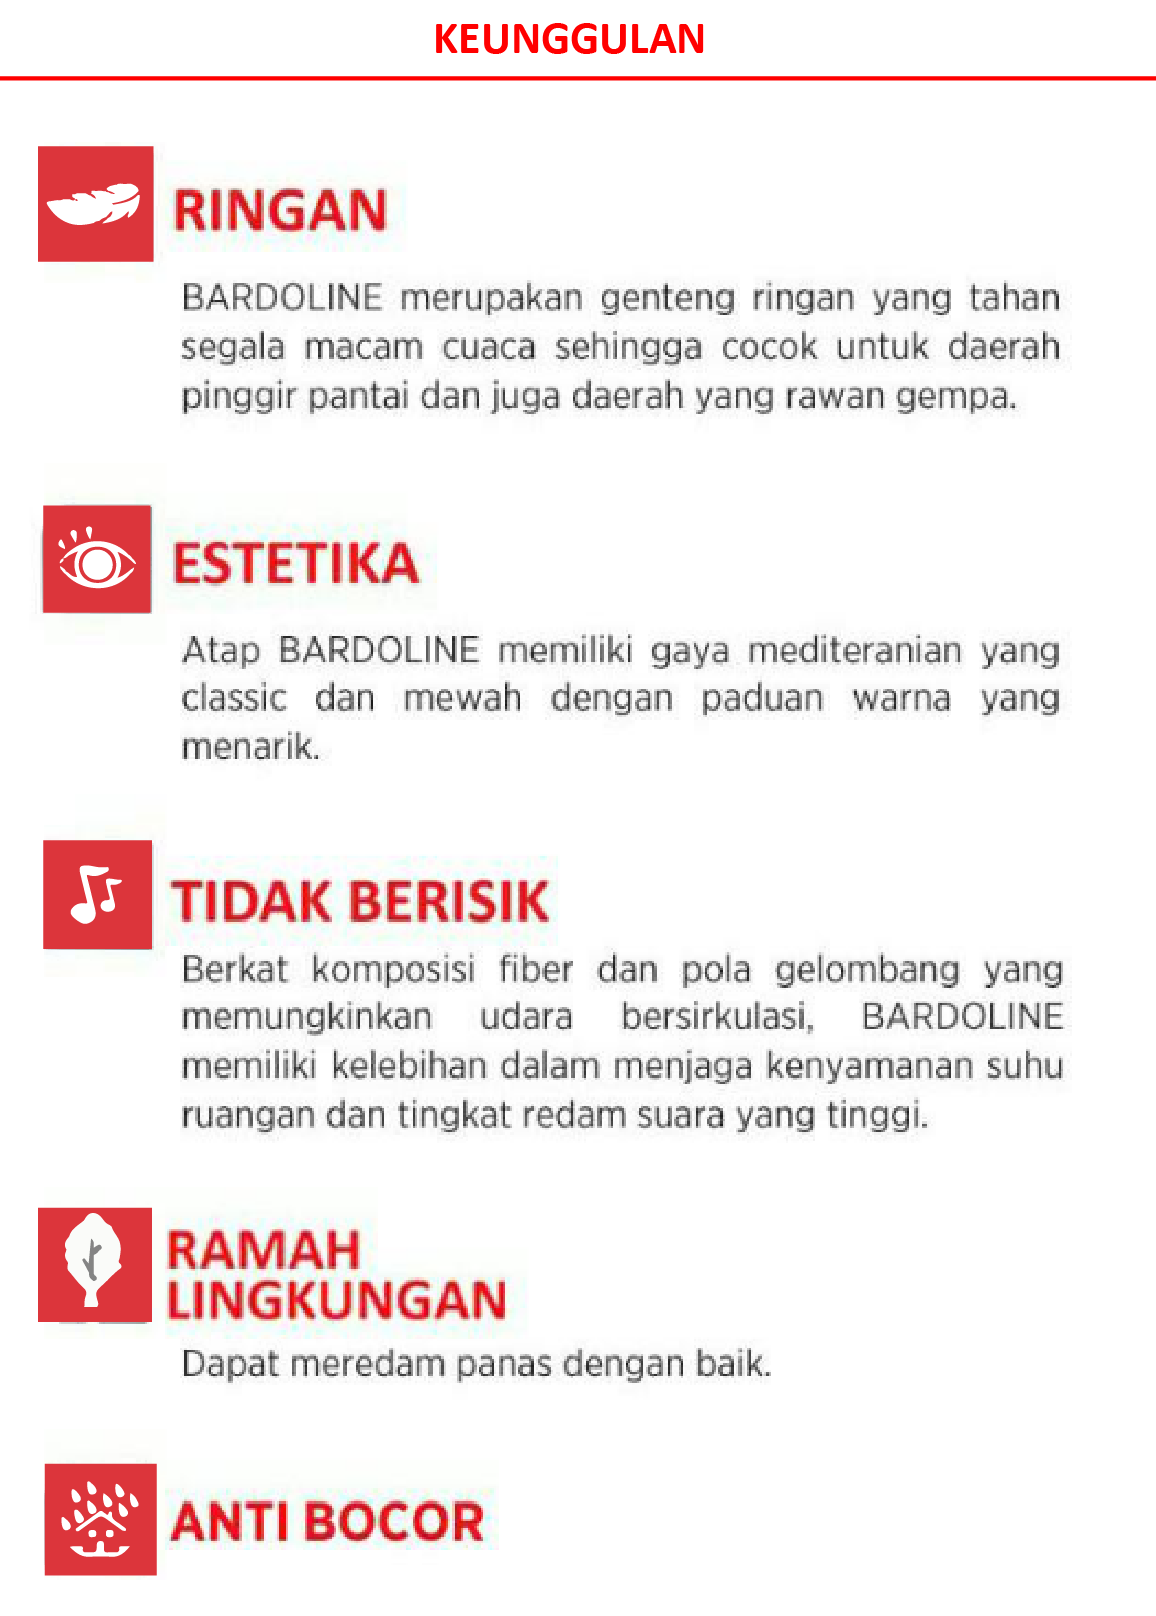 KEUNGGULAN
RINGAN
BARDOLINE merupakan genteng ringan yang tahan
segala macam cuaca sehingga cocok untuk daerah
pinggir pantai dan juga daerah yang rawan gempa.
ESTETIKA
Atap BARDOLINE memiliki gaya mediteranian yang
classic dan mewah dengan paduan warna yang
menarik.
TIDAK BERISIK
Berkat komposisi fiber dan pola gelombang yang
memungkinkan udara bersirkulasi, BARDOLINE
memiliki kelebihan dalam menjaga kenyamanan suhu
ruangan dan tingkat redam suara yang tinggi.
RAMAH
LINGKUNGAN
Dapat meredam panas dengan baik.
ANTI BOCOR